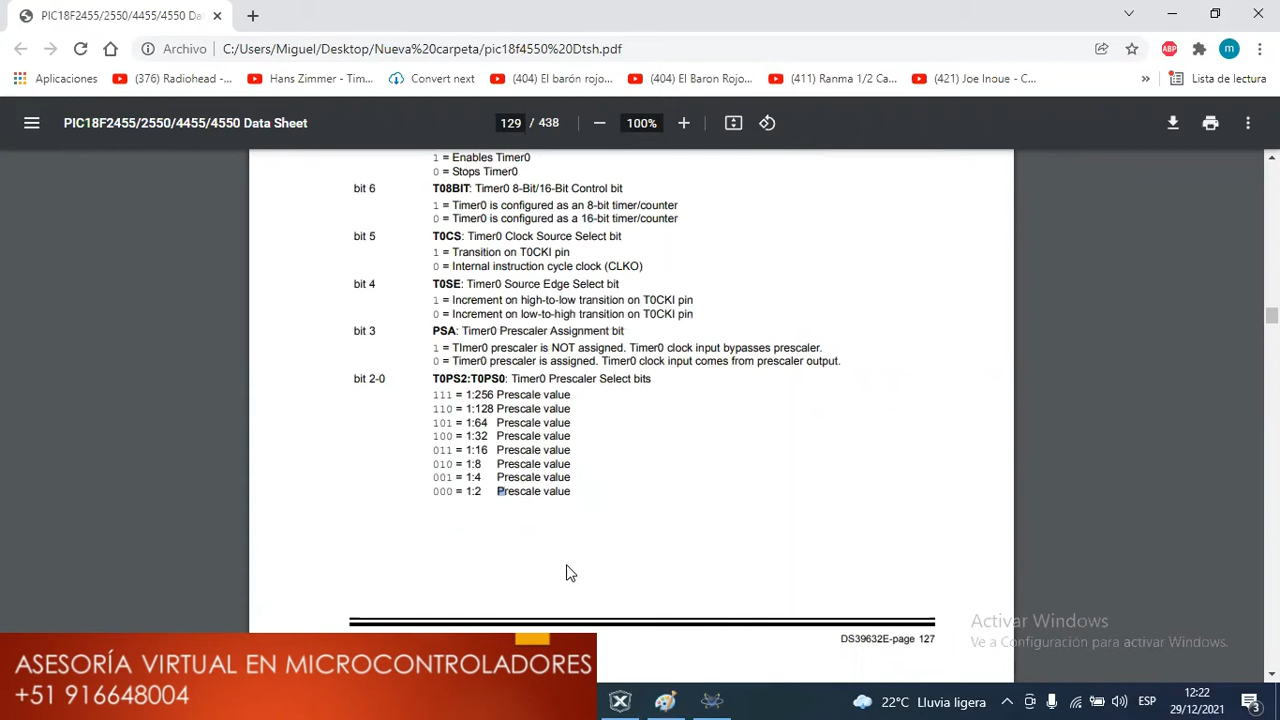 PIC18F2455/2550/4455/4550 Dat
Archivo
C:/Users/Miguel/Desktop/Nueva%20carpeta/pic18f4550%20Dtsh.pdf
ABP
m
Aplicaciones
(376) Radiohead -...
Hans Zimmer - Tim...
Convert next
(404) El barón rojo...
(404) El Baron Rojo...
(411) Ranma 1/2 Ca...
(421) Joe Inoue - C...
»
Lista de lectura
PIC18F2455/2550/4455/4550 Data Sheet
129 / 438
100%
1 = Enables Timer0
0 = Stops Timer0
bit 6 T08BIT: Timer0 8-Bit/16-Bit Control bit
1 = Timer0 is configured as an 8-bit timer/counter
0 = Timer0 is configured as a 16-bit timer/counter
bit 5 T0CS: Timer0 Clock Source Select bit
1 = Transition on T0CKI pin
0 = Internal instruction cycle clock (CLKO)
bit 4 T0SE: Timer0 Source Edge Select bit
1 = Increment on high-to-low transition on T0CKI pin
0 = Increment on low-to-high transition on T0CKI pin
bit 3 PSA: Timer0 Prescaler Assignment bit
1 = TImer0 prescaler is NOT assigned. Timer0 clock input bypasses prescaler.
0 = Timer0 prescaler is assigned. Timer0 clock input comes from prescaler output.
bit 2-0 T0PS2:T0PS0: Timer0 Prescaler Select bits
111 = 1:256 Prescale value
110 = 1:128 Prescale value
101 = 1:64 Prescale value
100 = 1:32 Prescale value
011 = 1:16 Prescale value
010 = 1:8 Prescale value
001 = 1:4 Prescale value
000 = 1:2 Prescale value
DS39632E-page 127
Activar Windows
Ve a Configuración para activar Windows.
ASESORÍA VIRTUAL EN MICROCONTROLADORES
+51 916648004
22°C Lluvia ligera
ESP
12:22
29/12/2021
3